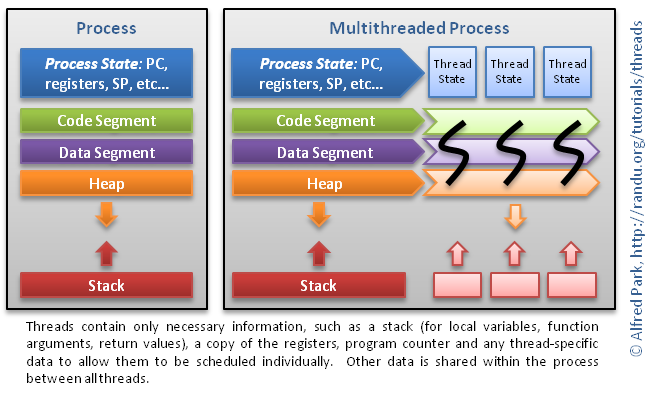 Process
Process State: PC,
registers, SP, etc...
Code Segment
Data Segment
Heap
Stack
Multithreaded Process
Process State: PC,
registers, SP, etc...
Thread
State
Thread
State
Thread
State
Code Segment
Data Segment
Heap
Stack
Threads contain only necessary information, such as a stack (for local variables, function
arguments, return values), a copy of the registers, program counter and any thread-specific
data to allow them to be scheduled individually. Other data is shared within the process
between all threads.
© Alfred Park, http://randu.org/tutorials/threads